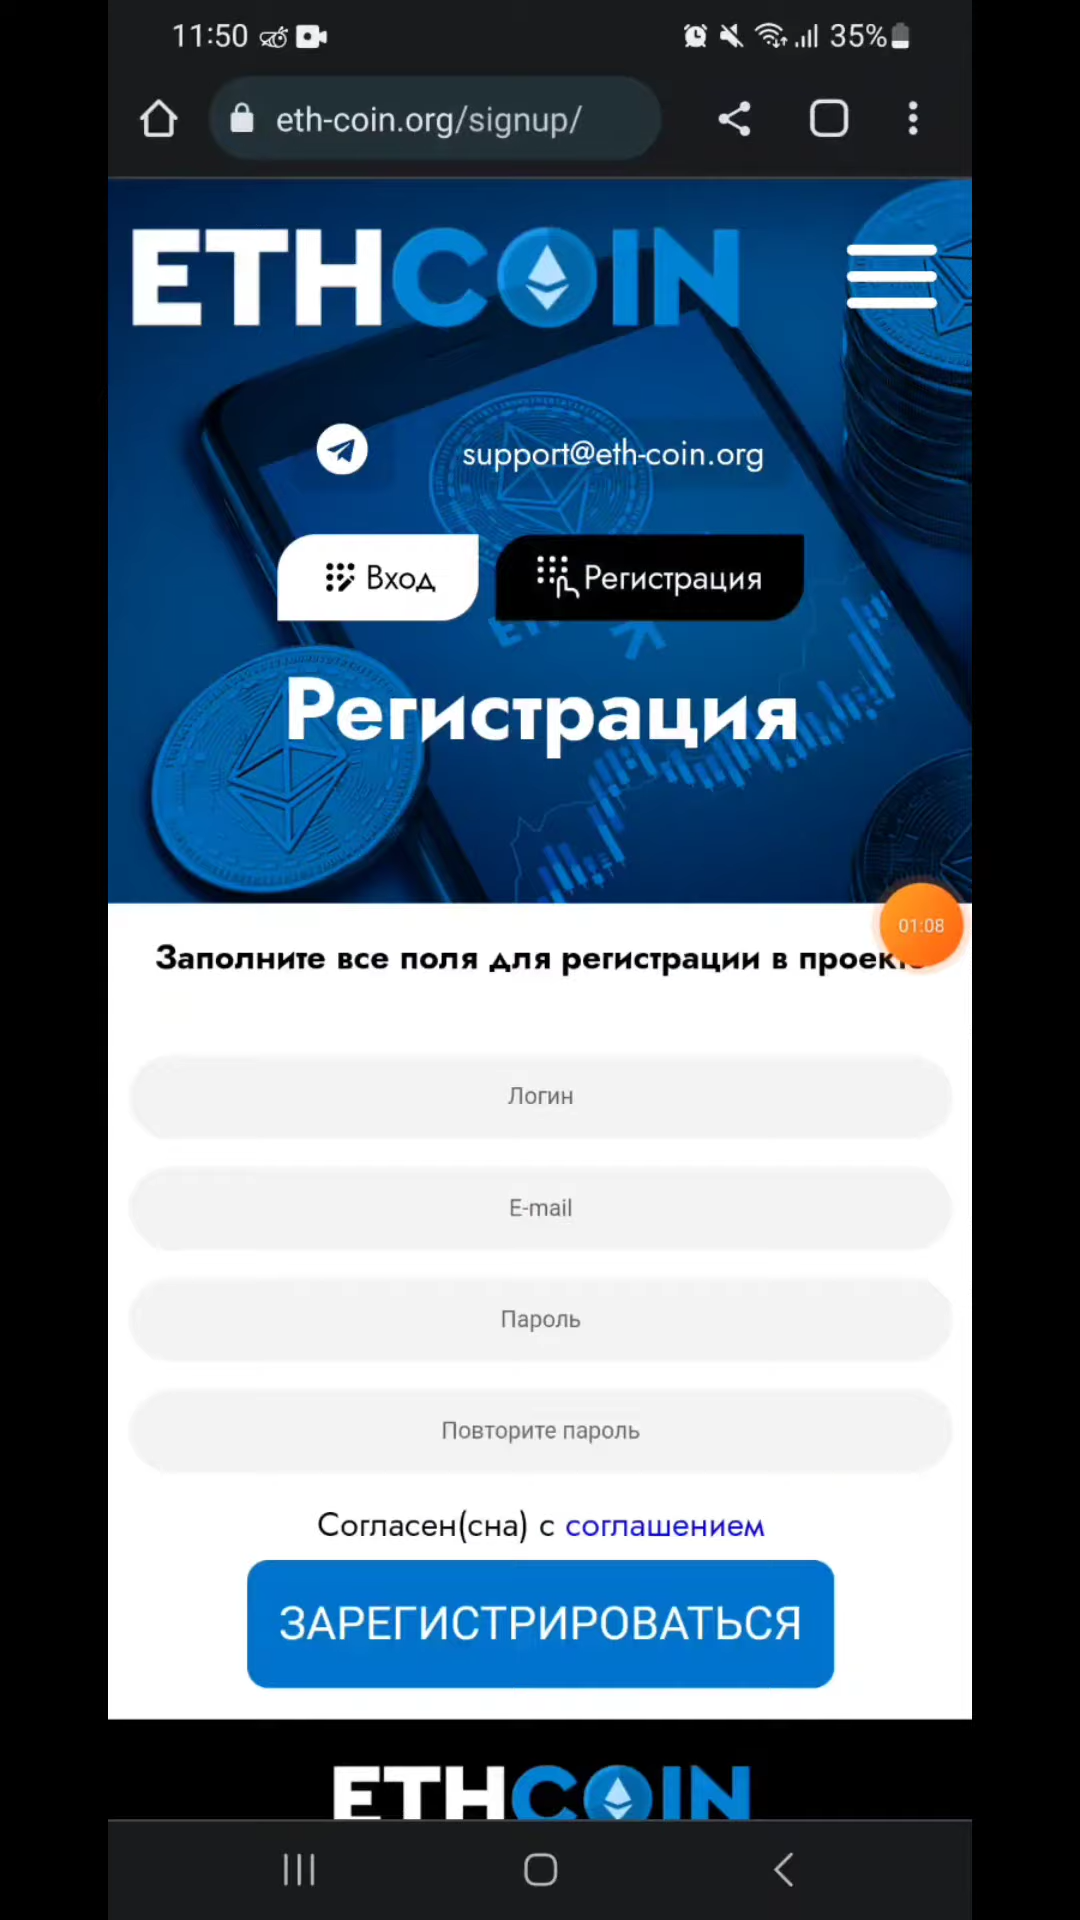 11:50 35%
eth-coin.org/signup/
ETHCOIN
support@eth-coin.org
Вход Регистрация
Регистрация
01:08
Заполните все поля для регистрации в
Логин
E-mail
Пароль
Повторите пароль
Согласен(сна) с соглашением
ЗАРЕГИСТРИРОВАТЬСЯ
ETHCOIN